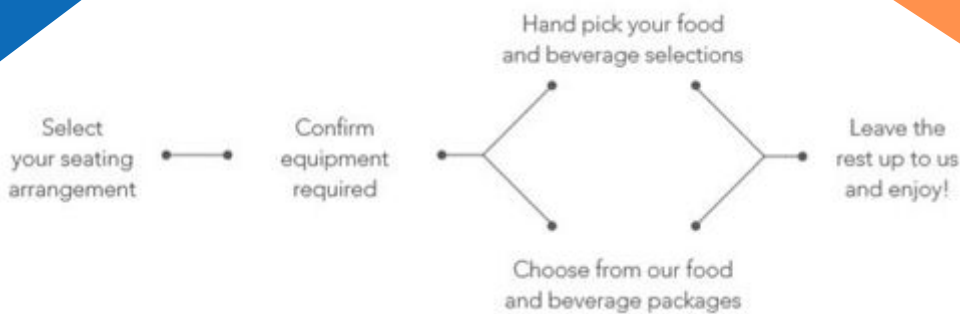 Select
your seating
arrangement
Confirm
equipment
required
Hand pick your food
and beverage selections
Choose from our food
and beverage packages
Leave the
rest up to us
and enjoy!